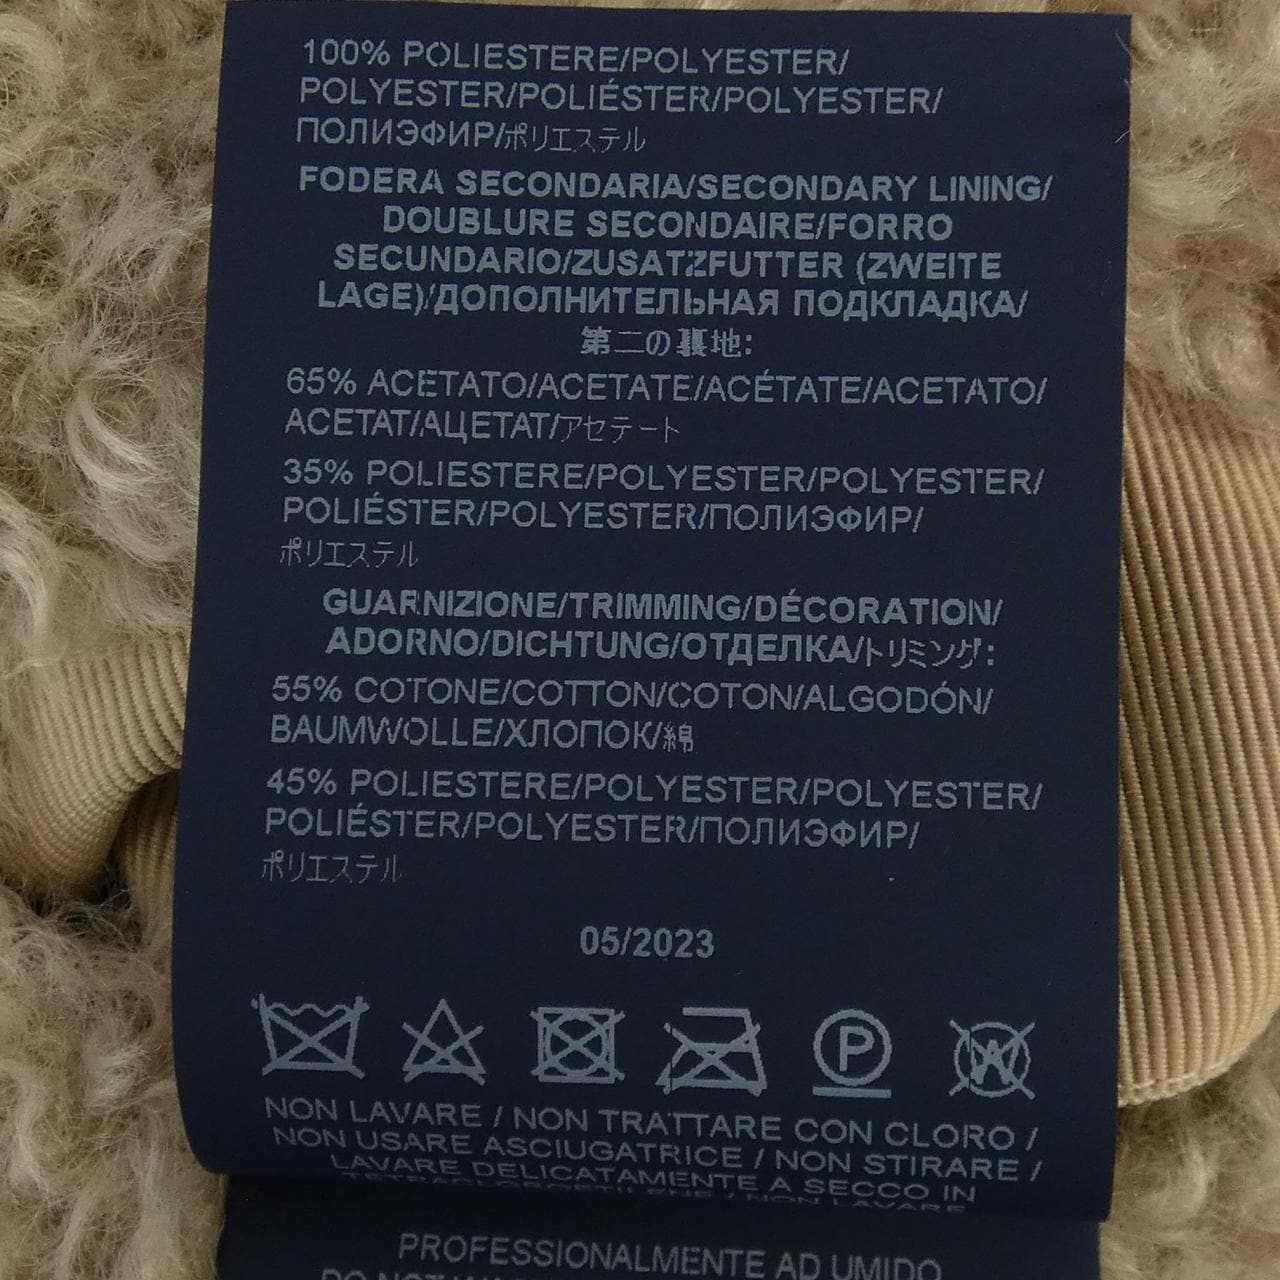 100% POLIESTERE/POLYESTER/
POLYESTER/POLIÉSTER/POLYESTER/
ПОЛИЭФИР/ポリエステル
FODERA SECONDARIA/SECONDARY LINING/
DOUBLURE SECONDAIRE/FORRO
SECUNDARIO/ZUSATZFUTTER (ZWEITE
LAGE)/ДОПОЛНИТЕЛЬНАЯ ПОДКЛАДКА/
第二の裏地:
65% ACETATO/ACETATE/ACÉTATE/ACETATO/
ACETAT/АЦЕТАТ/アセテート
35% POLIESTERE/POLYESTER/POLYESTER/
POLIÉSTER/POLYESTER/ПОЛИЭФИР/
ポリエステル
GUARNIZIONE/TRIMMING/DÉCORATION/
ADORNO/DICHTUNG/ОТДЕЛКА/トリミング:
55% COTONE/COTTON/COTON/ALGODÓN/
BAUMWOLLE/ХЛОПОК/綿
45% POLIESTERE/POLYESTER/POLYESTER/
POLIÉSTER/POLYESTER/ПОЛИЭФИР/
ポリエステル
05/2023
P W
NON LAVARE / NON TRATTARE CON CLORO /
NON USARE ASCIUGATRICE / NON STIRARE /
LAVARE DELICATAMENTE A SECCO IN
TETRACLOROETILENE / NON LAVARE
PROFESSIONALMENTE AD UMIDO
DO NOT